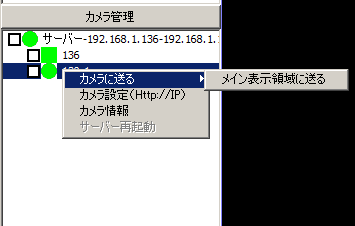 カメラ管理
サーバー-192.168.1.136-192.168.1.
136
カメラに送る
メイン表示領域に送る
カメラ設定(Http://IP)
カメラ情報
サーバー再起動